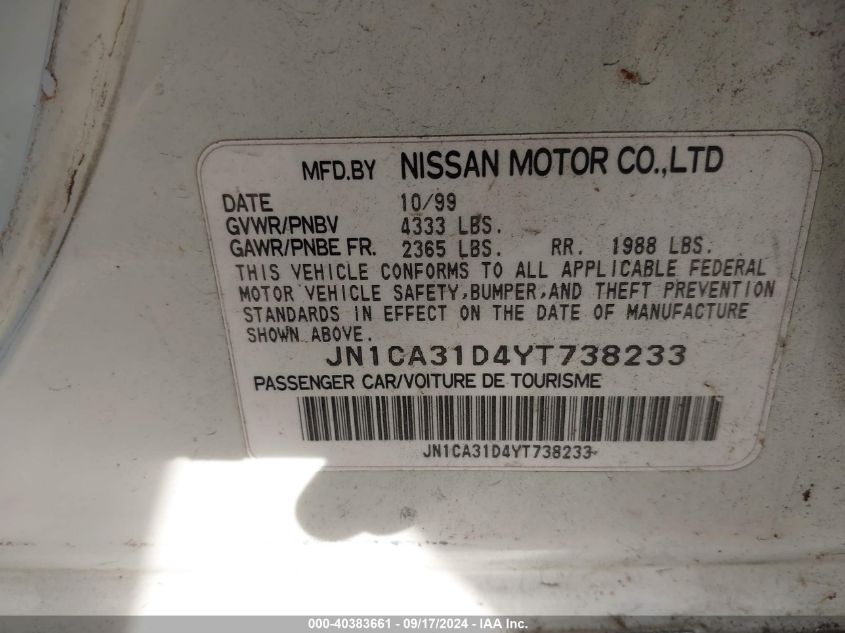 MFD.BY NISSAN MOTOR CO.,LTD
DATE 10/99
GVWR/PNBV 4333 LBS.
GAWR/PNBE FR. 2365 LBS. RR. 1988 LBS.
THIS VEHICLE CONFORMS TO ALL APPLICABLE FEDERAL
MOTOR VEHICLE SAFETY,BUMPER,AND THEFT PREVENTION
STANDARDS IN EFFECT ON THE DATE OF MANUFACTURE
SHOWN ABOVE.
JN1CA31D4YT738233
PASSENGER CAR/VOITURE DE TOURISME
JN1CA31D4YT738233
000-40383661 - 09/17/2024 - IAA Inc.